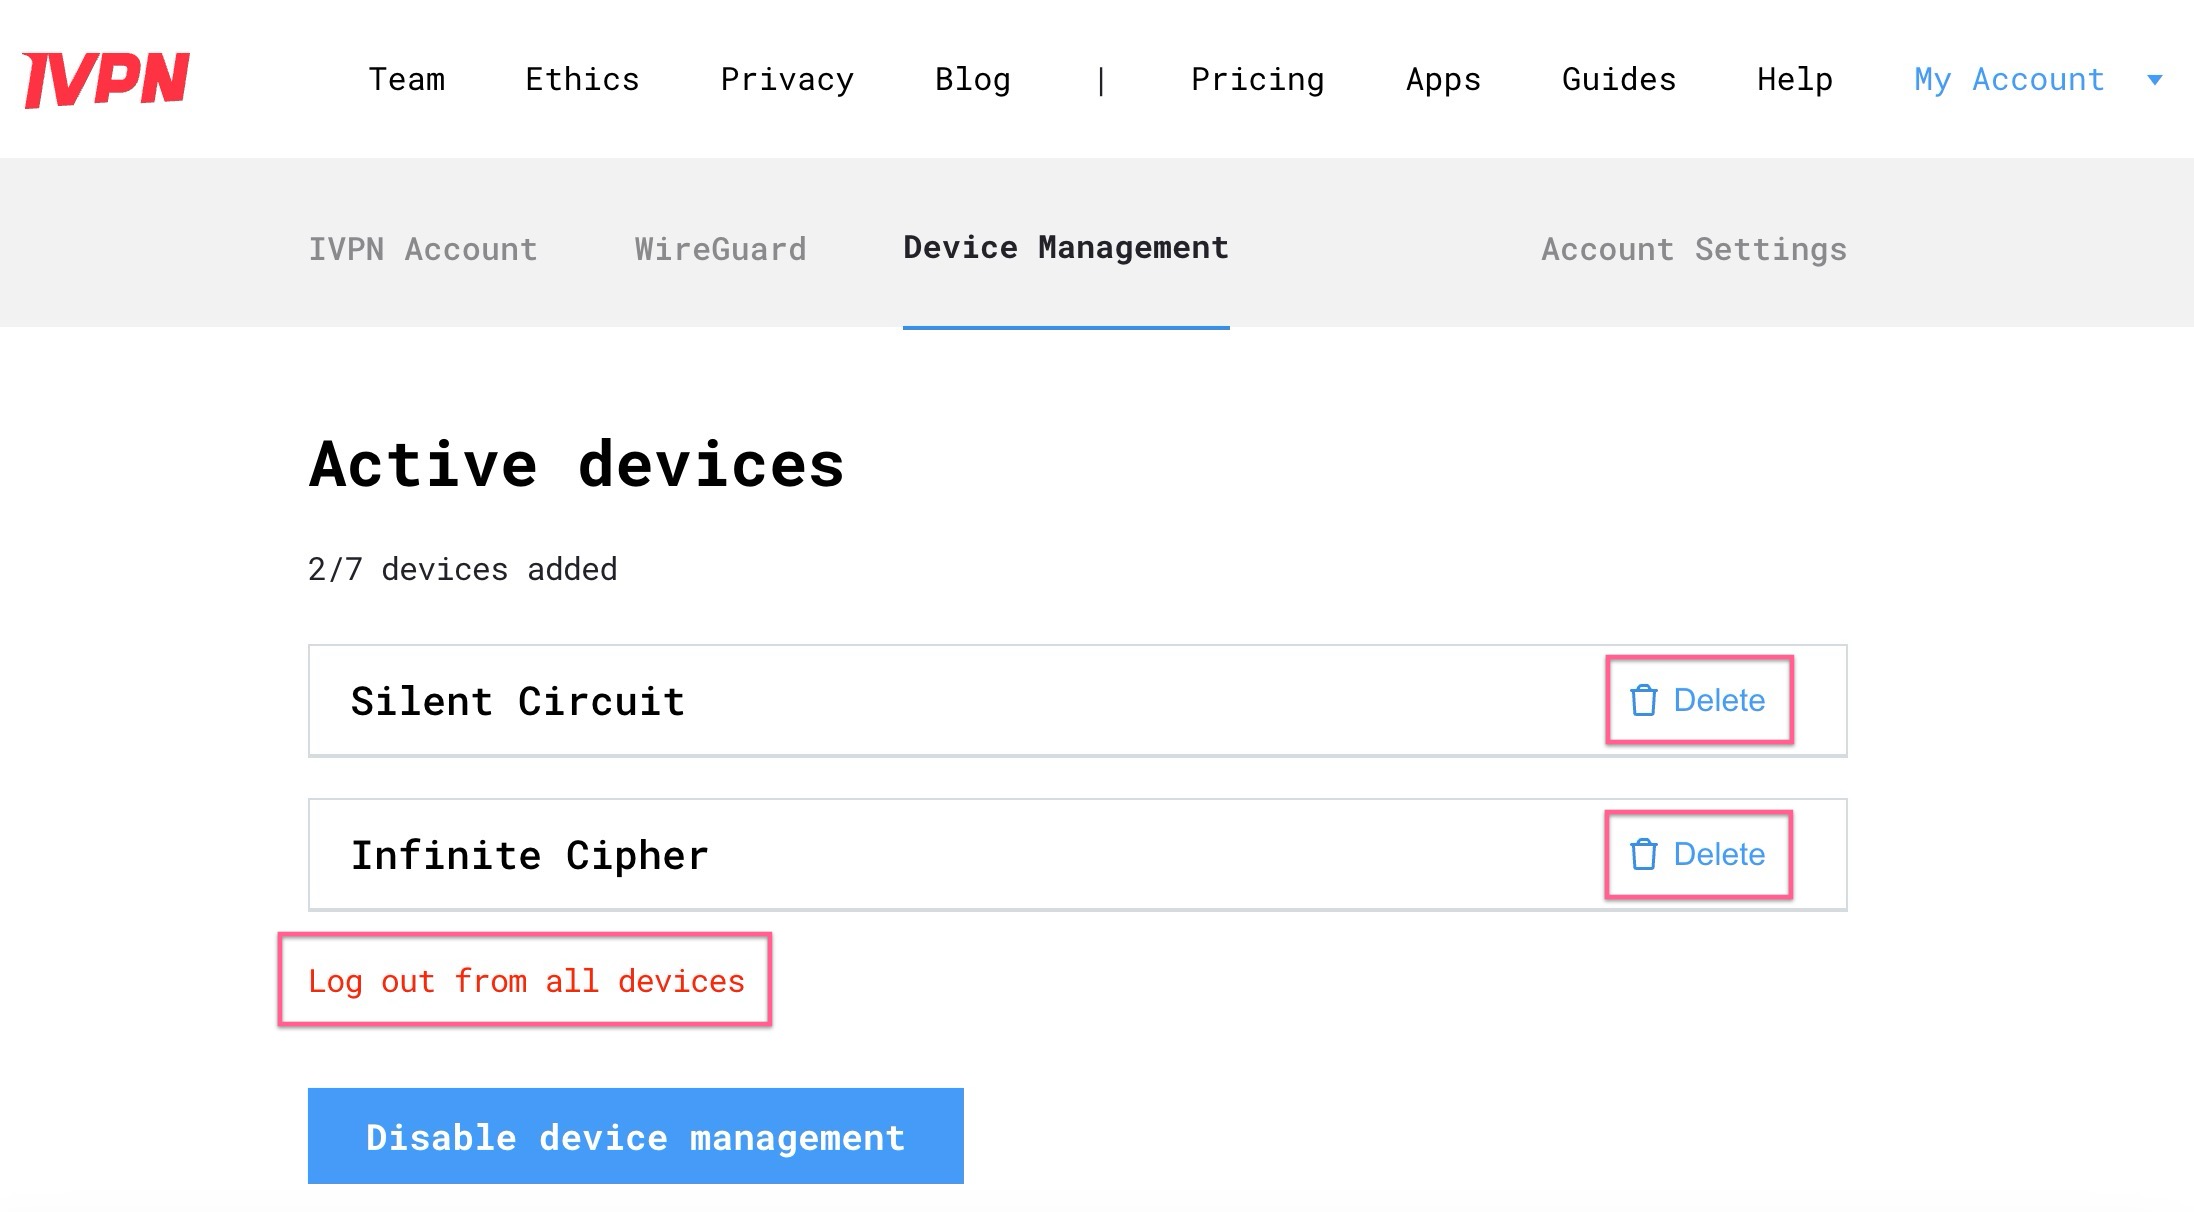 IVPN Team Ethics Privacy Blog | Pricing Apps Guides Help My Account
IVPN Account WireGuard Device Management Account Settings
Active devices
2/7 devices added
Silent Circuit Delete
Infinite Cipher Delete
Log out from all devices
Disable device management